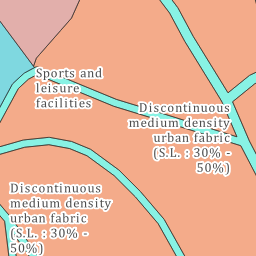 Sports and
leisure
facilities
Discontinuous
medium density
urban fabric
(S.L. : 30% -
50%)
Discontinuous
medium density
urban fabric
(S.L. : 30% -
50%)